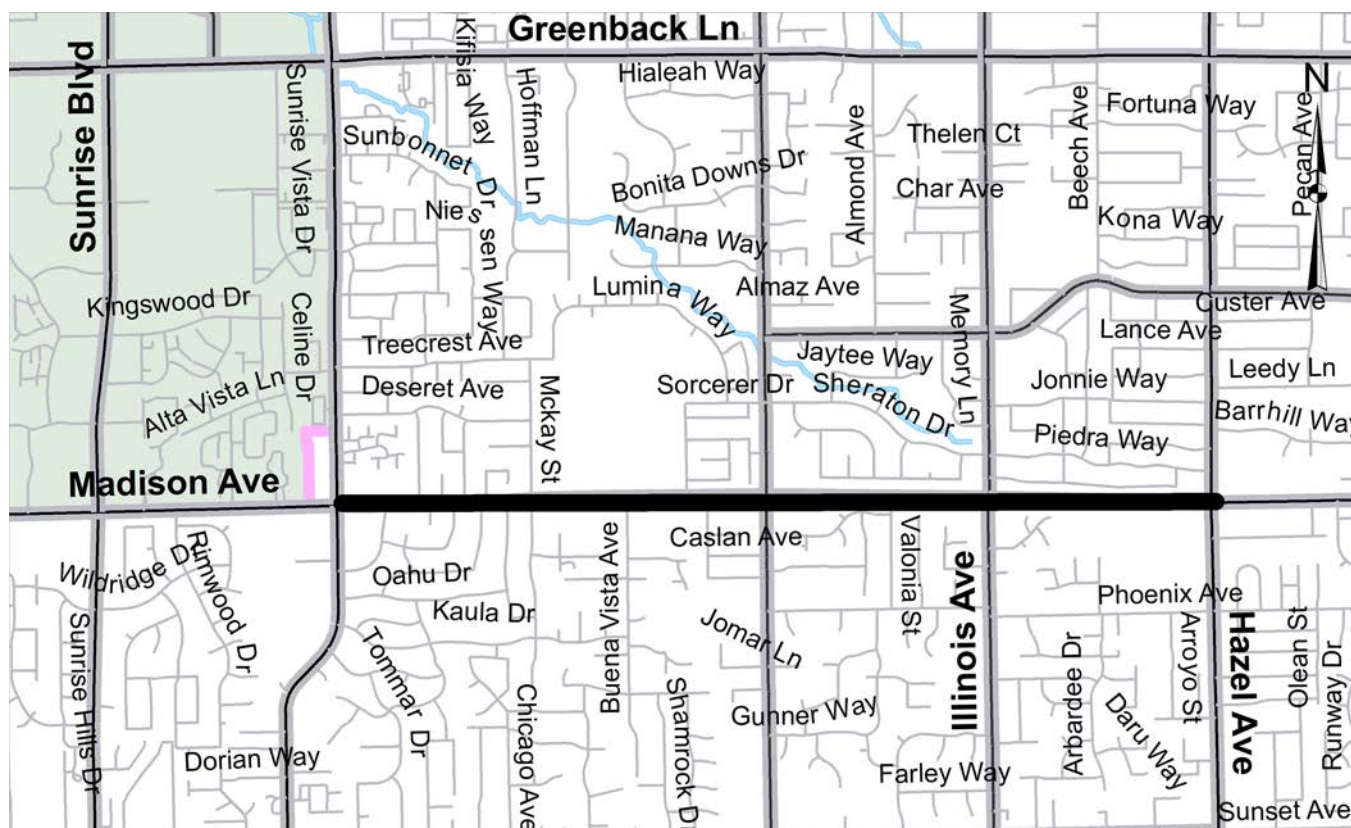 Greenback Ln
Sunrise Blvd
Kifisia Way
Hialeah Way
Hoffman Ln
Sunrise Vista Dr
N
Fortuna Way
Beech Ave
Pecan Ave
Almond Ave
Thelen Ct
Sunbonnet Dr
Bonita Downs Dr
Char Ave
Niessen Way
Kona Way
Manana Way
Lumina Way
Almaz Ave
Kingswood Dr
Celine Dr
Custer Ave
Memory Ln
Lance Ave
Treecrest Ave
Jaytee Way
Leedy Ln
Deseret Ave
Mckay St
Sorcerer Dr
Sheraton Dr
Jonnie Way
Alta Vista Ln
Barrhill Way
Piedra Way
Madison Ave
Caslan Ave
Valonia St
Rimwood Dr
Wildridge Dr
Oahu Dr
Buena Vista Ave
Illinois Ave
Phoenix Ave
Kaula Dr
Sunrise Hills Dr
Tommar Dr
Jomar Ln
Arbardee Dr
Arroyo St
Hazel Ave
Olean St
Runway Dr
Chicago Ave
Shamrock Dr
Gunner Way
Daru Way
Dorian Way
Farley Way
Sunset Ave